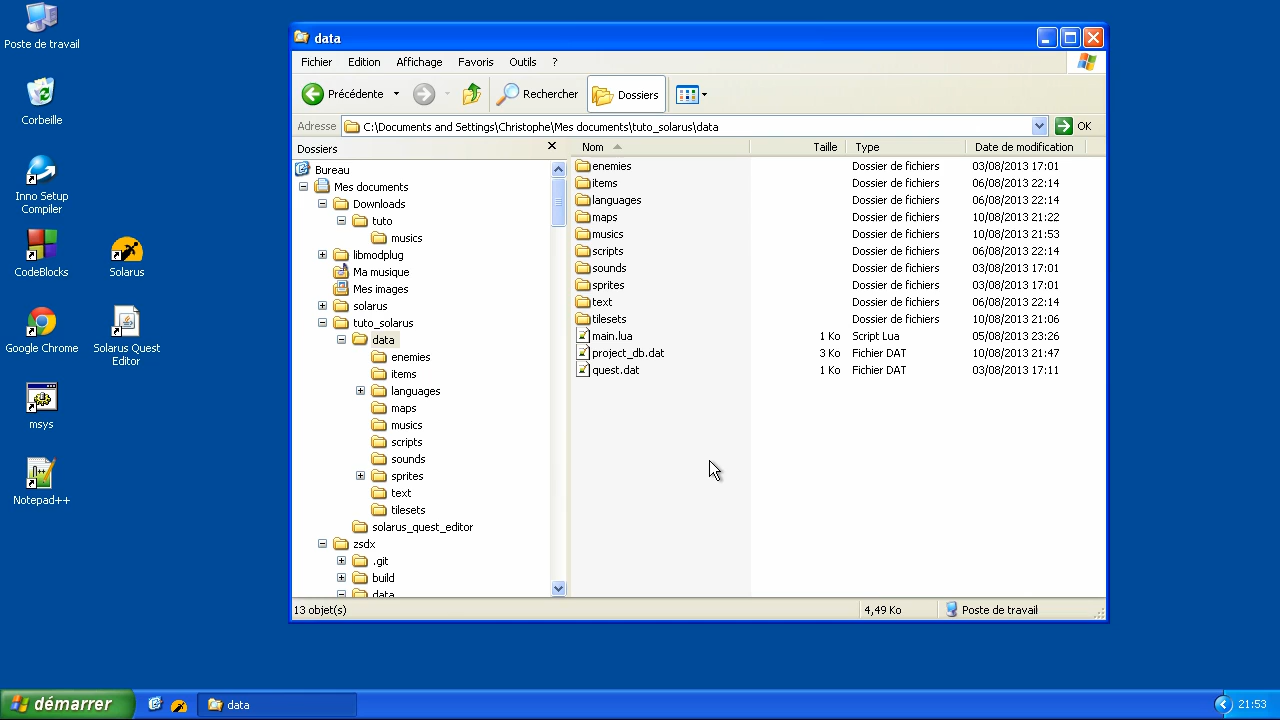 Poste de travail
Corbeille
Inno Setup
Compiler
CodeBlocks
Solarus
Google Chrome
Solarus Quest
Editor
msys
Notepad++
data
Fichier Edition Affichage Favoris Outils ?
Précédente Rechercher Dossiers
Adresse C:\Documents and Settings\Christophe\Mes documents\tuto_solarus\data OK
Dossiers
Bureau
Mes documents
Downloads
tuto
musics
libmodplug
Ma musique
Mes images
solarus
tuto_solarus
data
enemies
items
languages
maps
musics
scripts
sounds
sprites
text
tilesets
solarus_quest_editor
zsdx
.git
build
data
Nom Taille Type Date de modification
enemies Dossier de fichiers 03/08/2013 17:01
items Dossier de fichiers 06/08/2013 22:14
languages Dossier de fichiers 06/08/2013 22:14
maps Dossier de fichiers 10/08/2013 21:22
musics Dossier de fichiers 10/08/2013 21:53
scripts Dossier de fichiers 06/08/2013 22:14
sounds Dossier de fichiers 03/08/2013 17:01
sprites Dossier de fichiers 03/08/2013 17:01
text Dossier de fichiers 06/08/2013 22:14
tilesets Dossier de fichiers 10/08/2013 21:06
main.lua 1 Ko Script Lua 05/08/2013 23:26
project_db.dat 3 Ko Fichier DAT 10/08/2013 21:47
quest.dat 1 Ko Fichier DAT 03/08/2013 17:11
13 objet(s) 4,49 Ko Poste de travail
démarrer data 21:53